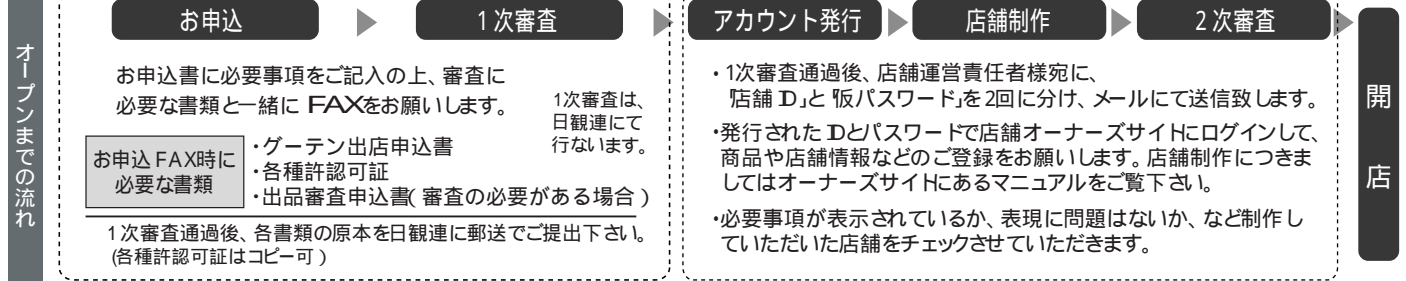 オープンまでの流れ
お申込
1次審査
お申込書に必要事項をご記入の上、審査に
必要な書類と一緒に FAXをお願いします。
1次審査は、
日観連にて
行ないます。
お申込 FAX時に
必要な書類
・グーテン出店申込書
・各種許認可証
・出品審査申込書( 審査の必要がある場合 )
1次審査通過後、各書類の原本を日観連に郵送でご提出下さい。
(各種許認可証はコピー可 )
アカウント発行
店舗制作
2次審査
・1次審査通過後、店舗運営責任者様宛に、
「店舗 ID」と「仮パスワード」を2回に分け、メールにて送信致します。
・発行された IDとパスワードで店舗オーナーズサイトにログインして、
商品や店舗情報などのご登録をお願いします。店舗制作につきま
してはオーナーズサイトにあるマニュアルをご覧下さい。
・必要事項が表示されているか、表現に問題はないか、など制作し
ていただいた店舗をチェックさせていただきます。
開店